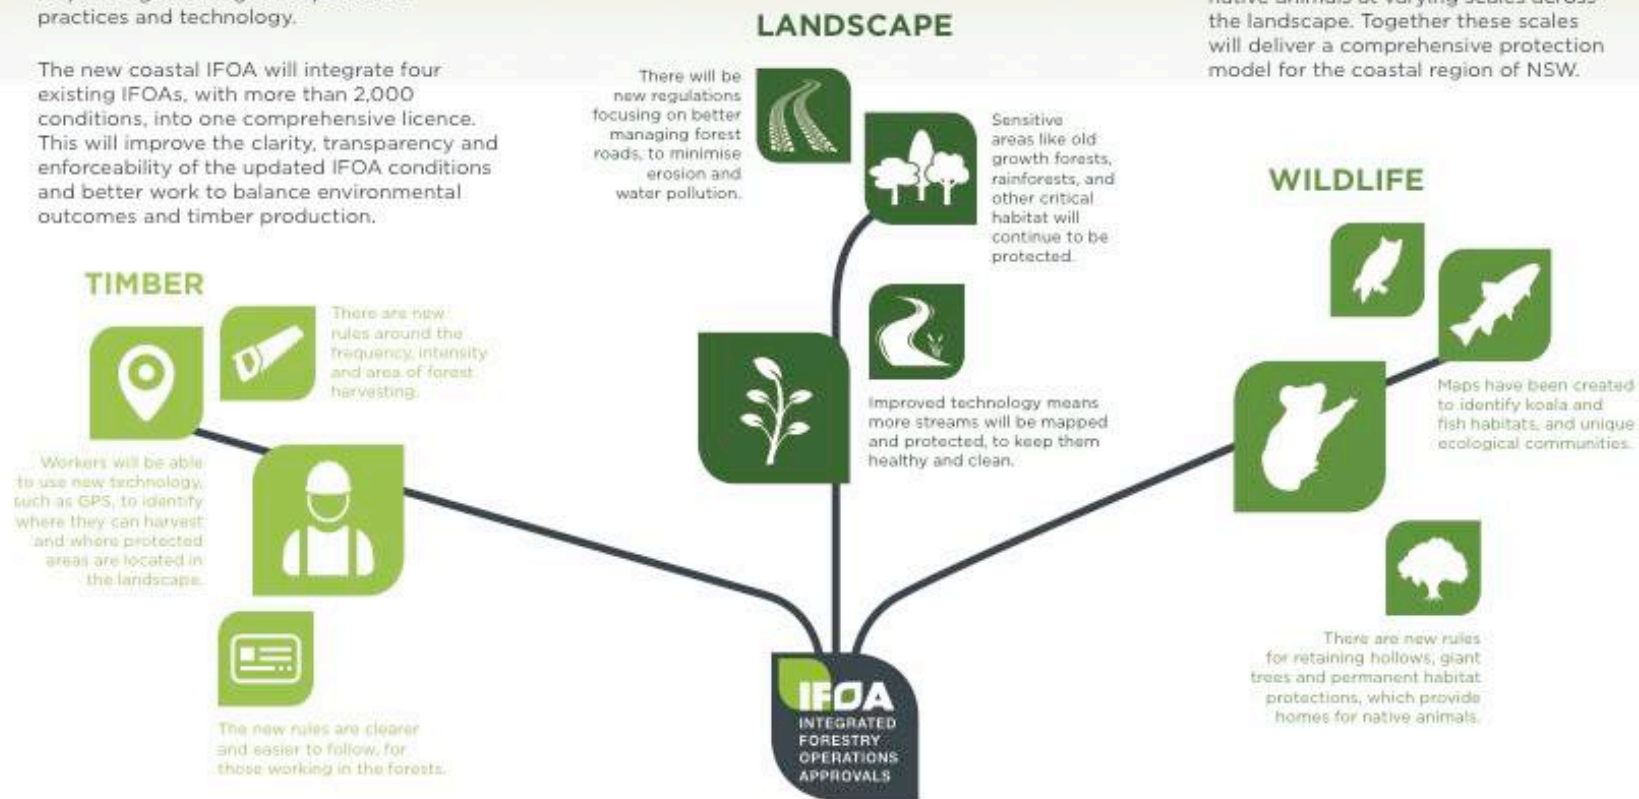 practices and technology.
The new coastal IFOA will integrate four
existing IFOAs, with more than 2,000
conditions, into one comprehensive licence.
This will improve the clarity, transparency and
enforceability of the updated IFOA conditions
and better work to balance environmental
outcomes and timber production.
LANDSCAPE
There will be
new regulations
focusing on better
managing forest
roads, to minimise
erosion and
water pollution.
Sensitive
areas like old
growth forests,
rainforests, and
other critical
habitat will
continue to be
protected.
Improved technology means
more streams will be mapped
and protected, to keep them
healthy and clean.
native animals at varying scales across
the landscape. Together these scales
will deliver a comprehensive protection
model for the coastal region of NSW.
TIMBER
There are new
rules around the
frequency, intensity
and area of forest
harvesting.
Workers will be able
to use new technology,
such as GPS, to identify
where they can harvest
and where protected
areas are located in
the landscape.
The new rules are clearer
and easier to follow, for
those working in the forests.
WILDLIFE
Maps have been created
to identify koala and
fish habitats, and unique
ecological communities.
There are new rules
for retaining hollows, giant
trees and permanent habitat
protections, which provide
homes for native animals.
IFOA
INTEGRATED
FORESTRY
OPERATIONS
APPROVALS